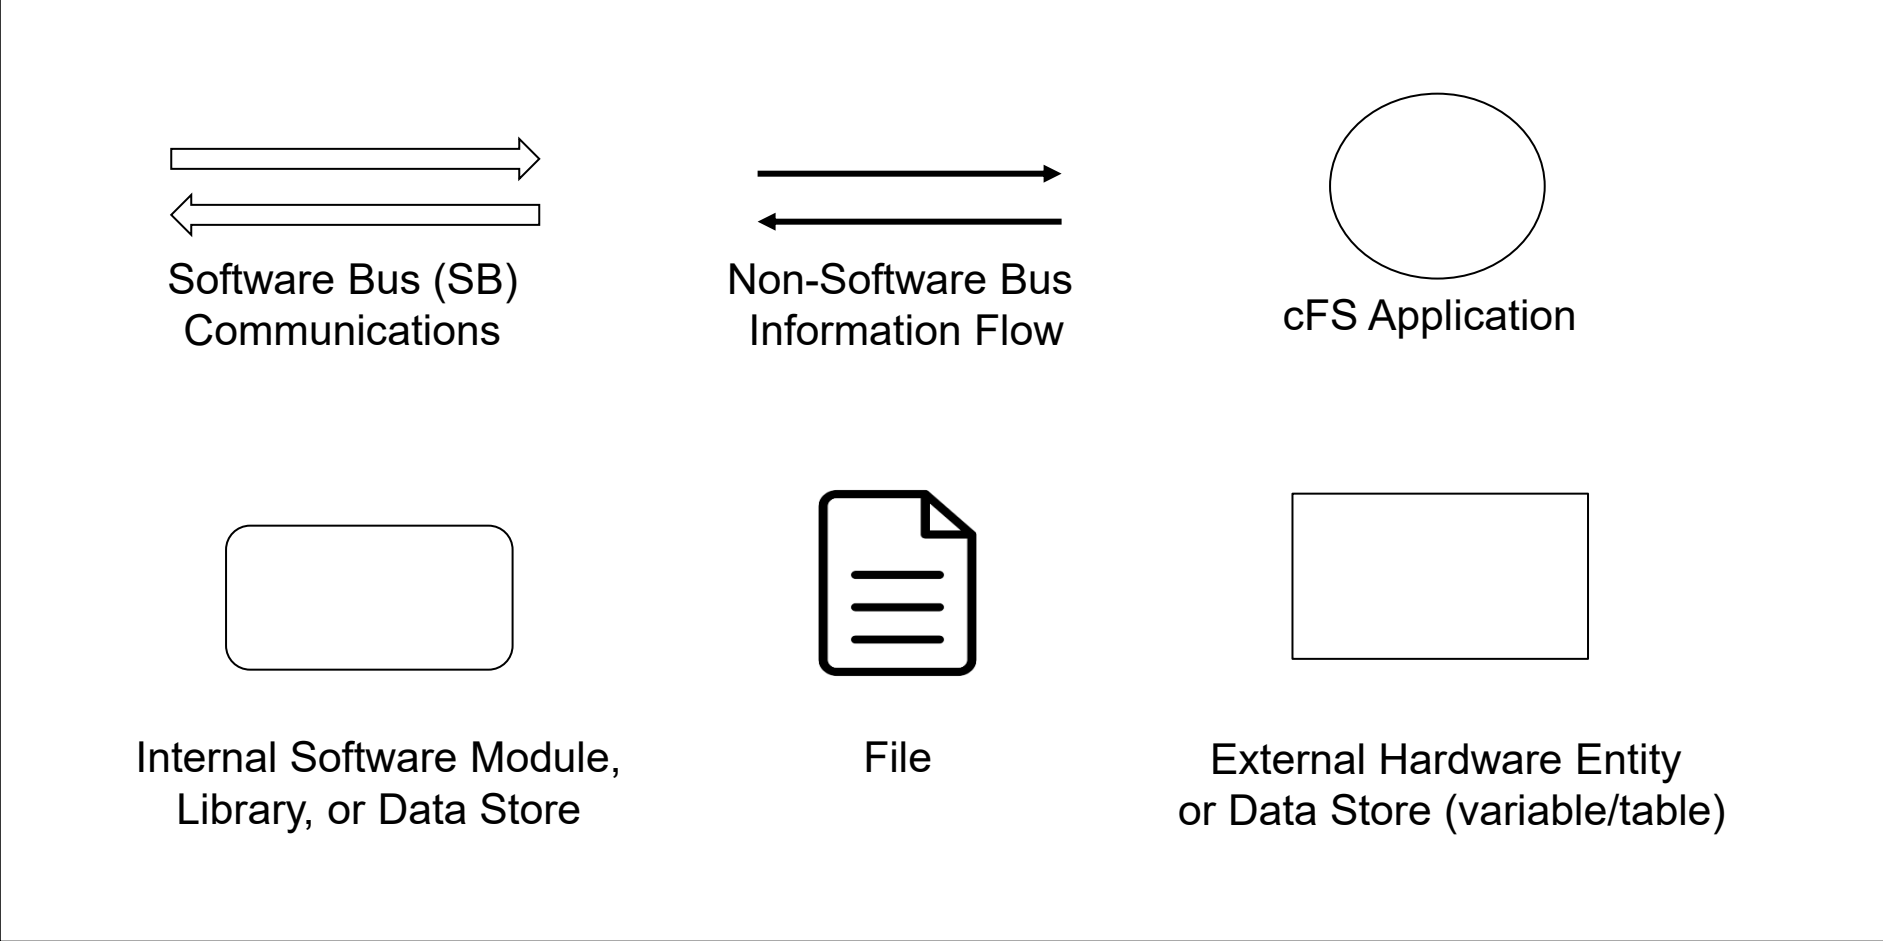 Software Bus (SB)
Communications
Non-Software Bus
Information Flow
cFS Application
Internal Software Module,
Library, or Data Store
File
External Hardware Entity
or Data Store (variable/table)